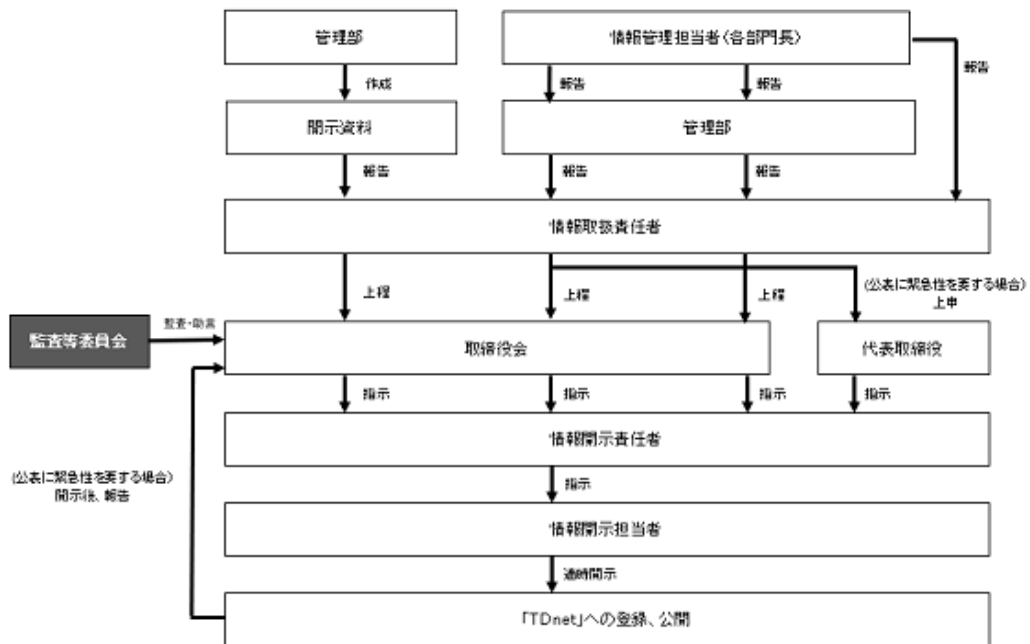 管理部
情報管理担当者(各部門長)
作成
報告
報告
報告
開示資料
管理部
報告
報告
報告
情報取扱責任者
上程
上程
上程
(公表に緊急性を要する場合)
上申
監査等委員会
監査・助言
取締役会
代表取締役
指示
指示
指示
指示
情報開示責任者
(公表に緊急性を要する場合)
開示後、報告
指示
情報開示担当者
適時開示
「TDnet」への登録、公開